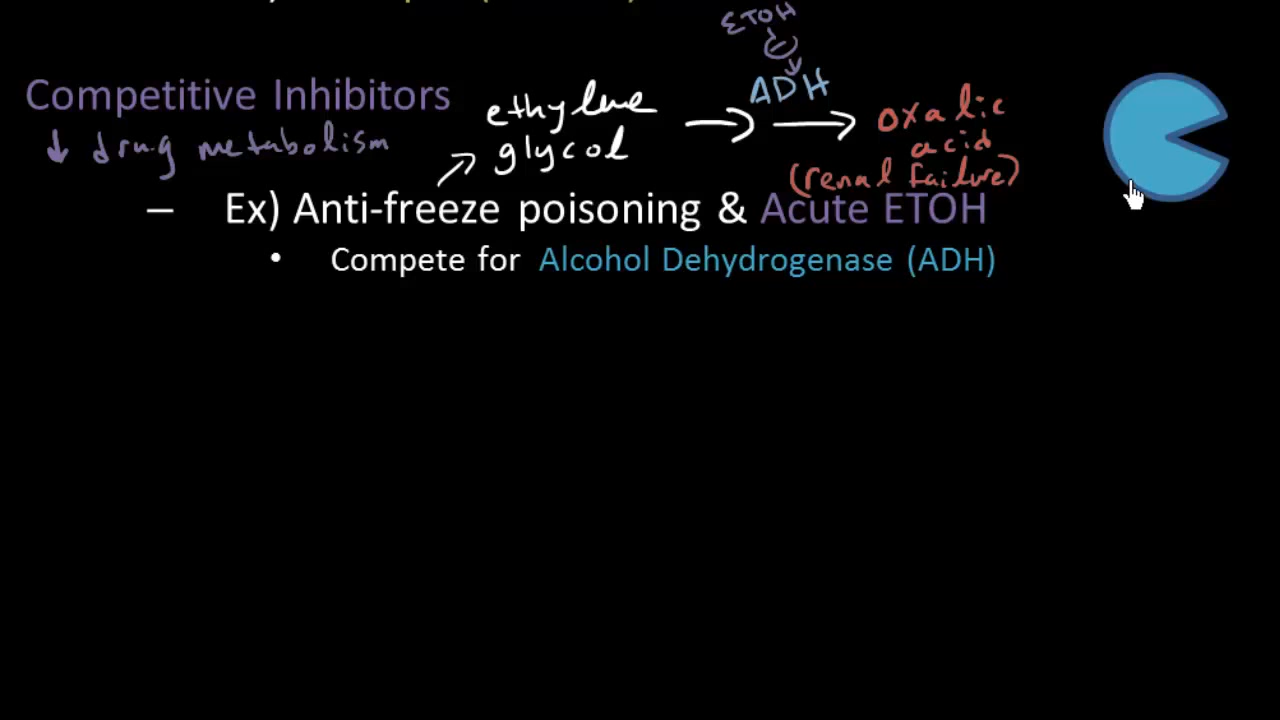 ETOH
Competitive Inhibitors
ethylene
ADH
oxalic
acid
↓ drug metabolism
glycol
(renal failure)
– Ex) Anti-freeze poisoning & Acute ETOH
• Compete for Alcohol Dehydrogenase (ADH)